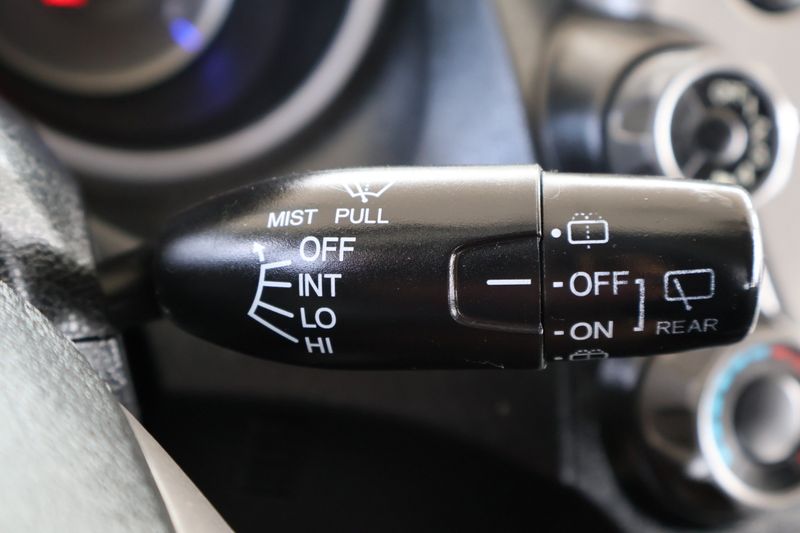 MIST PULL
OFF
INT
LO
HI
OFF
ON
REAR